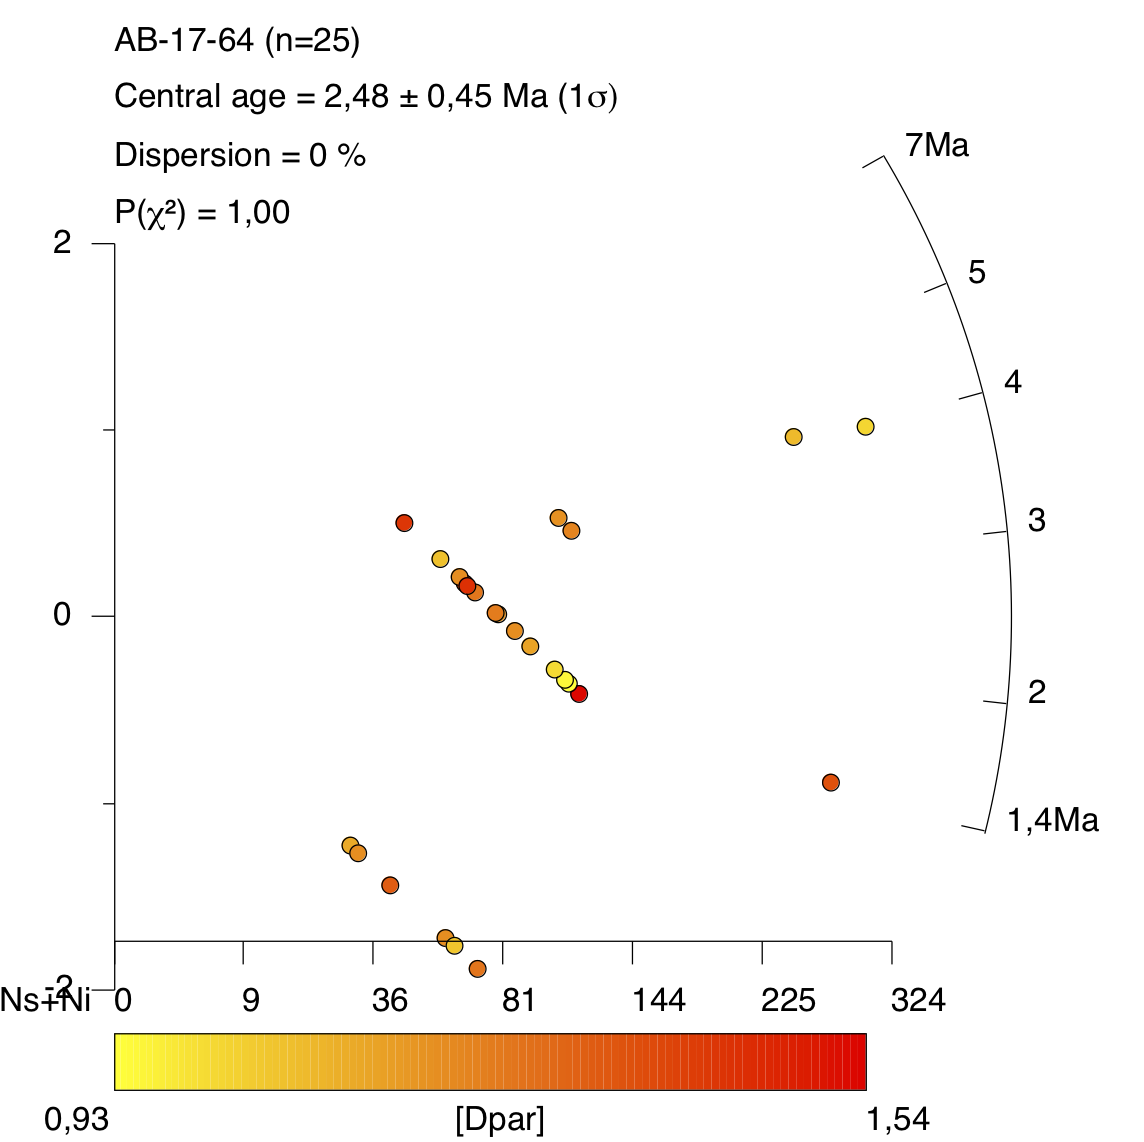 AB-17-64 (n=25)
Central age = 2,48 ± 0,45 Ma (1σ)
Dispersion = 0 %
P(χ²) = 1,00
7Ma
5
4
3
2
1,4Ma
2
0
-2
Ns+Ni 0 9 36 81 144 225 324
0,93 [Dpar] 1,54